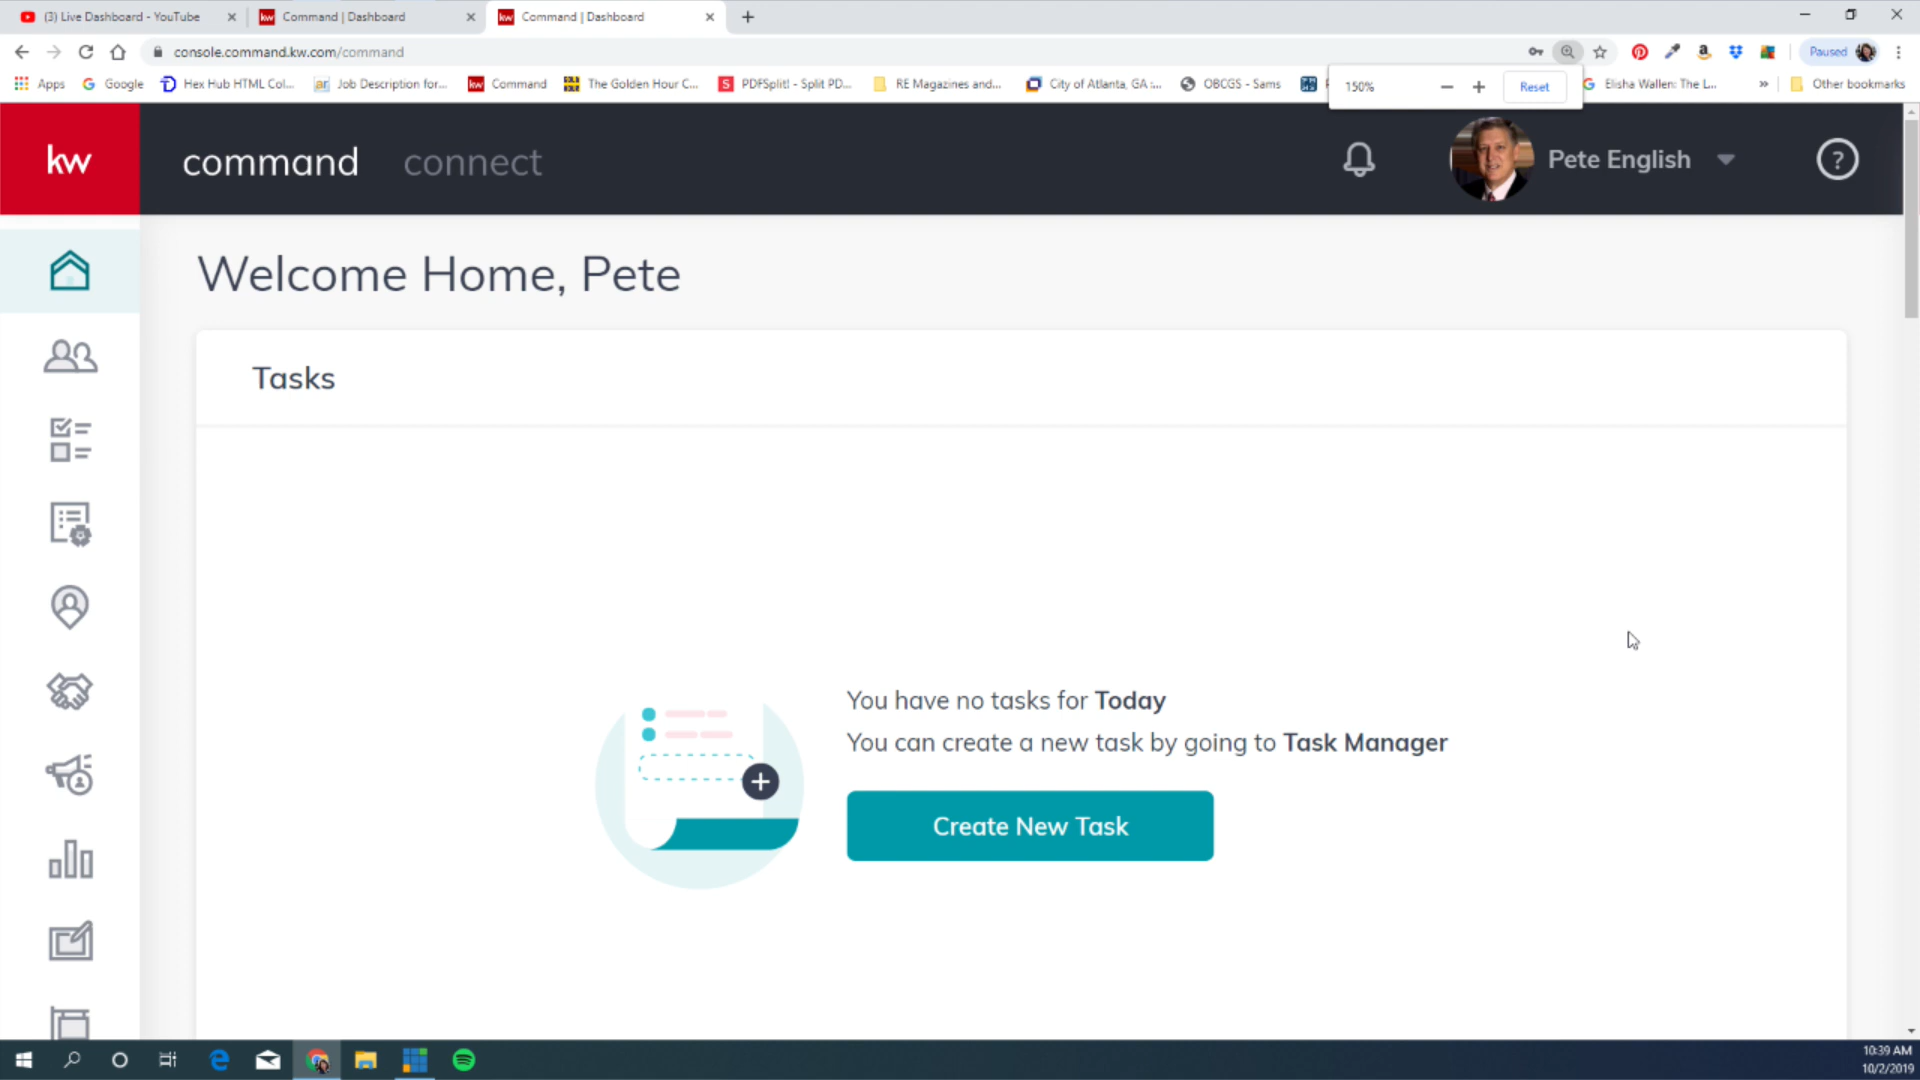 (3) Live Dashboard - YouTube
Command | Dashboard
Command | Dashboard
console.command.kw.com/command
Paused
Apps
Google
Hex Hub HTML Col...
Job Description for...
Command
The Golden Hour C...
PDFSplit! - Split PD...
RE Magazines and...
City of Atlanta, GA :...
OBCGS - Sams
150%
Reset
Elisha Wallen: The L...
Other bookmarks
kw
command
connect
Pete English
Welcome Home, Pete
Tasks
You have no tasks for Today
You can create a new task by going to Task Manager
Create New Task
10:39 AM
10/2/2019